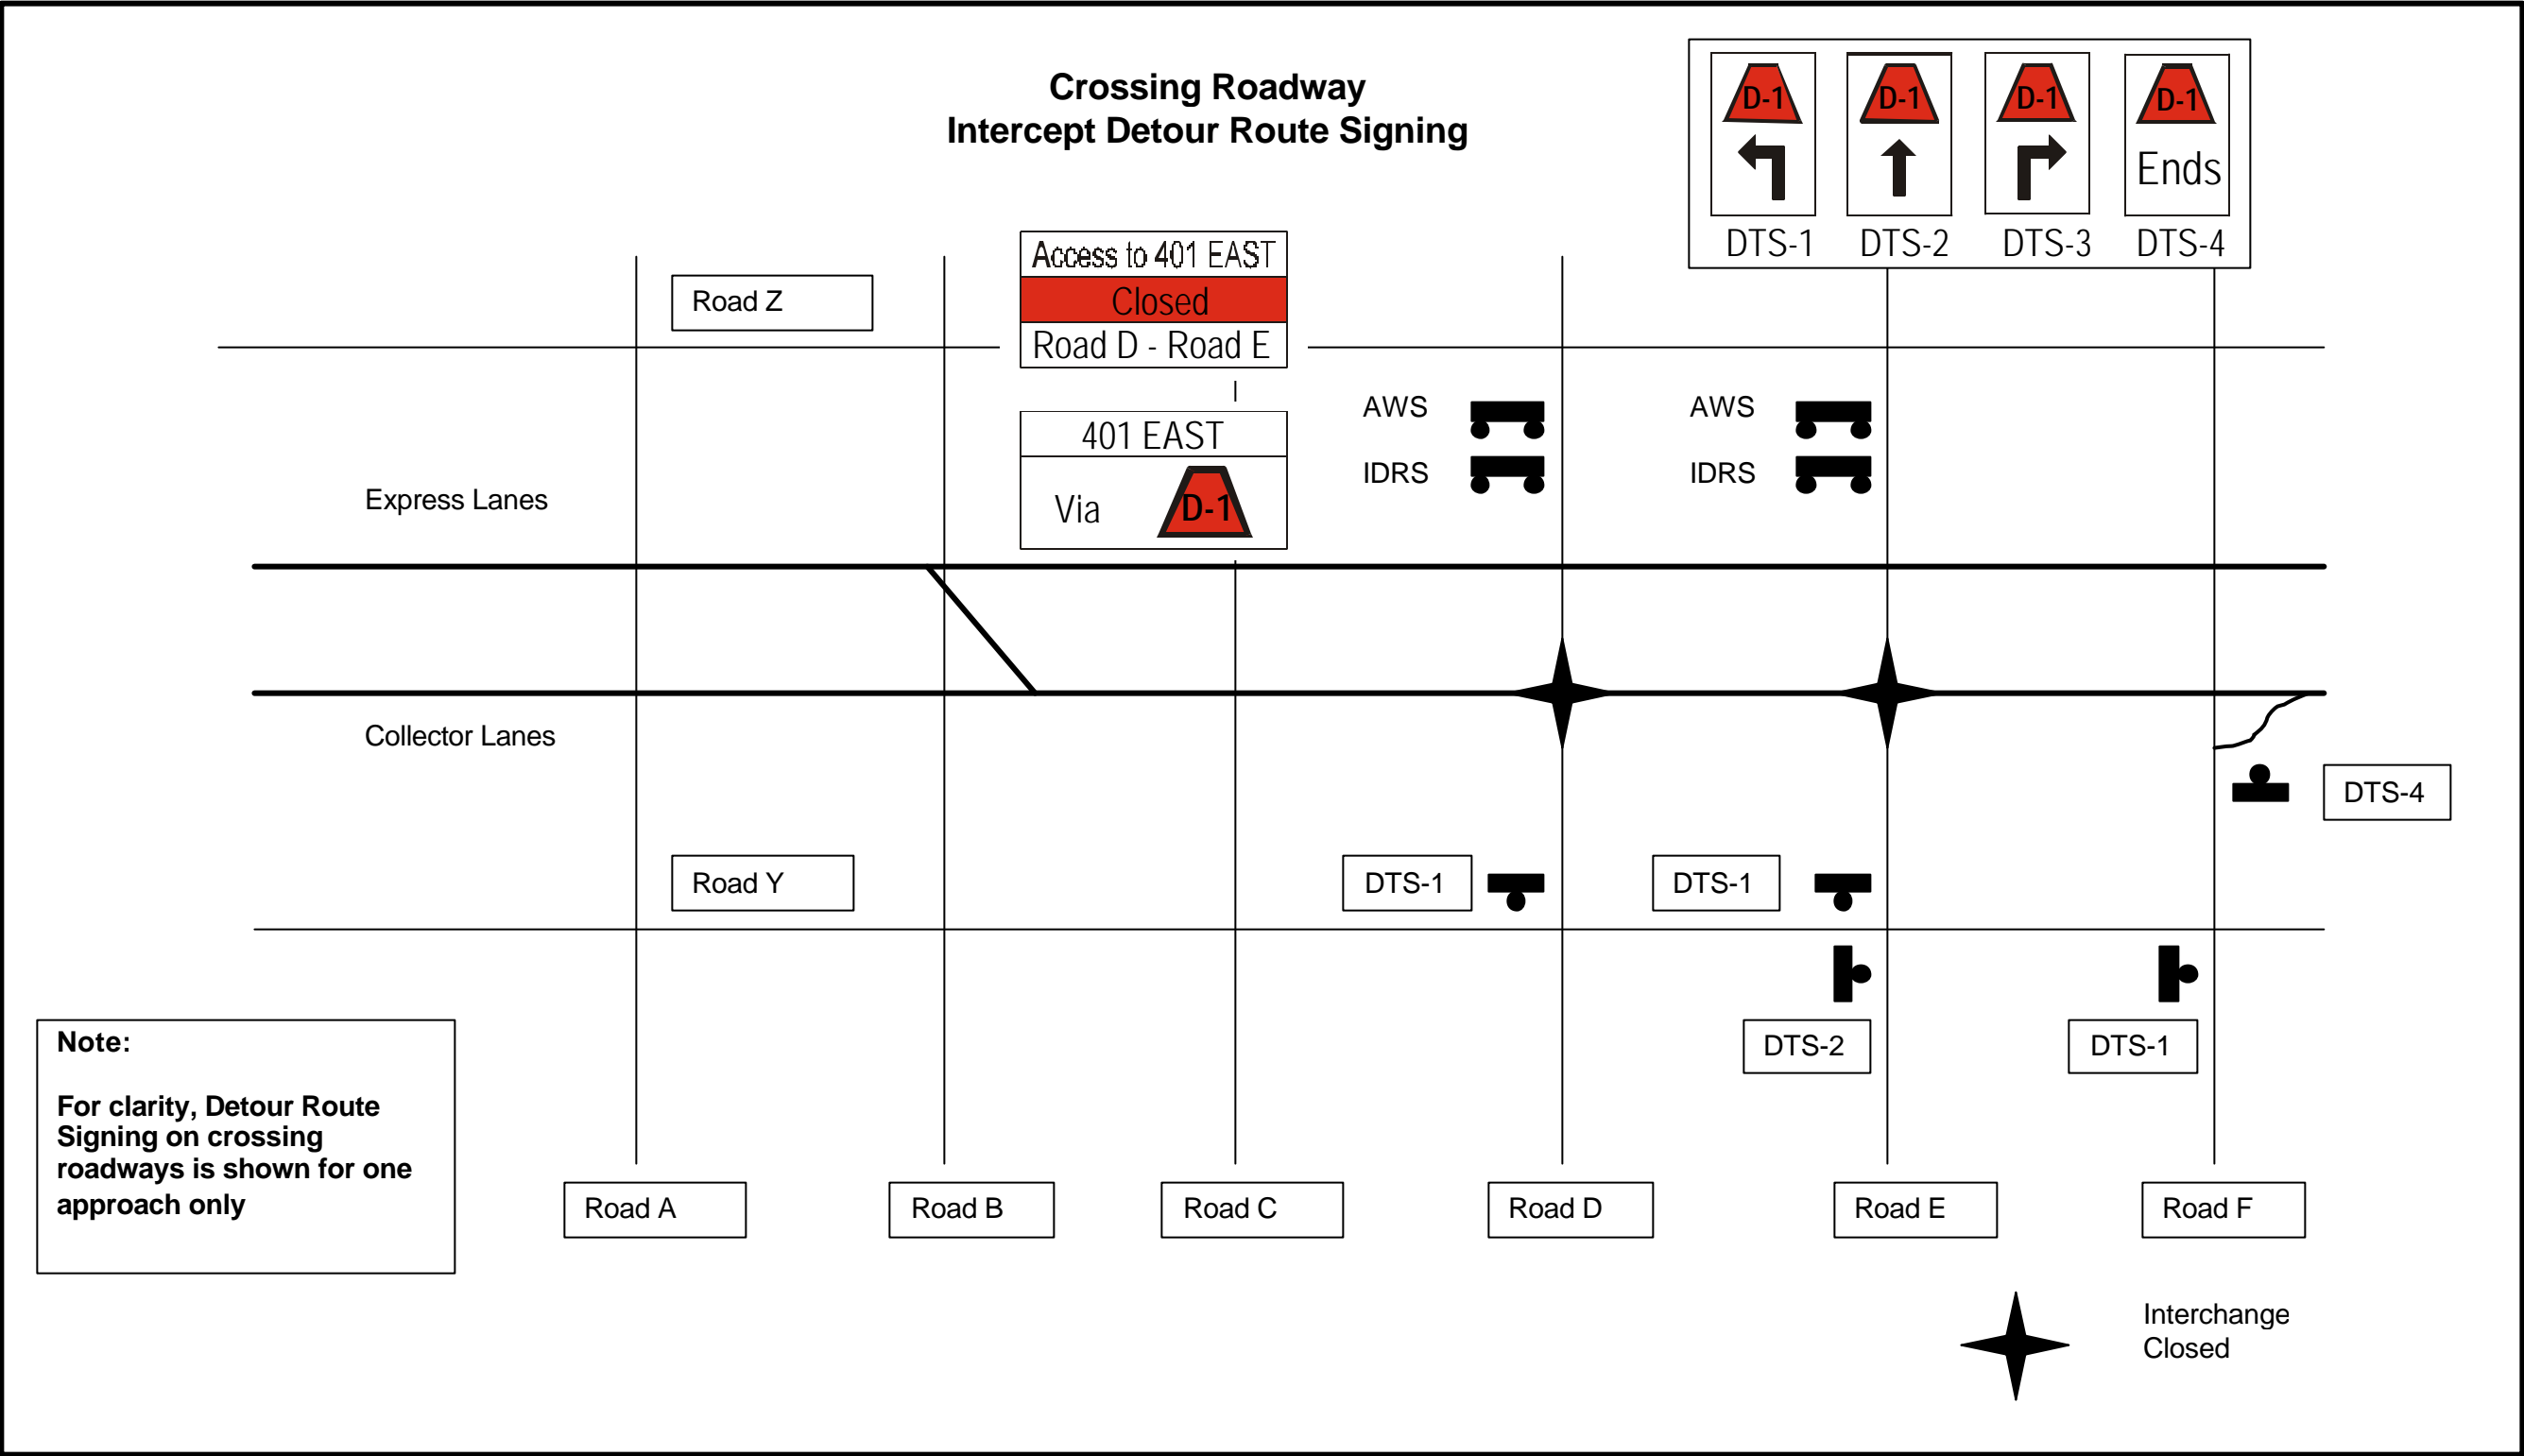 Crossing Roadway
Intercept Detour Route Signing
D-1
D-1
D-1
D-1
Ends
DTS-1
DTS-2
DTS-3
DTS-4
Access to 401 EAST
Closed
Road D - Road E
Road Z
401 EAST
Via
D-1
AWS
AWS
IDRS
IDRS
Express Lanes
Collector Lanes
DTS-4
Road Y
DTS-1
DTS-1
DTS-2
DTS-1
Note:
For clarity, Detour Route
Signing on crossing
roadways is shown for one
approach only
Road A
Road B
Road C
Road D
Road E
Road F
Interchange
Closed